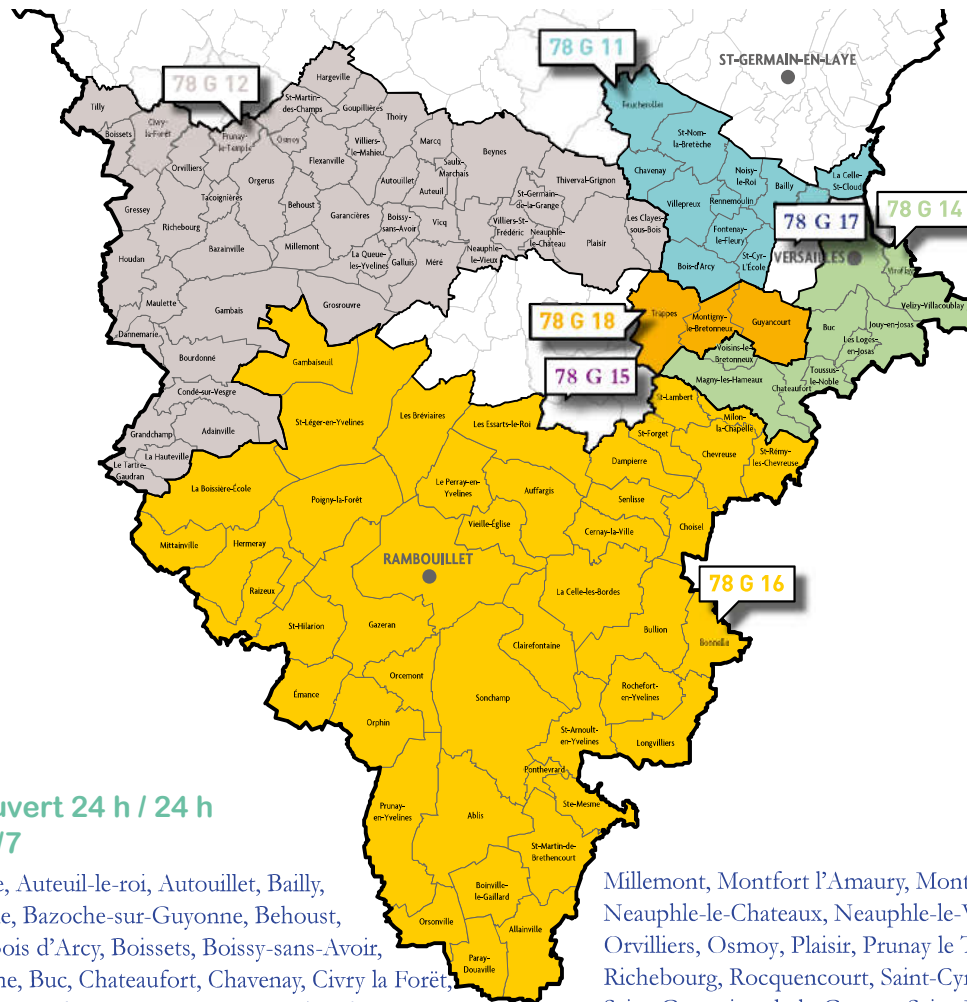 78 G 11
ST-GERMAIN-EN-LAYE
78 G 12
Hargeville
Tilly
Boissets
Civry-
la-Forêt
Prunay-
le-Temple
Osmoy
St-Martin-
des-Champs
Goupillières
Thoiry
Feucherolles
Orvilliers
Flexanville
Villiers-
le-Mahieu
Marcq
Saulx-
Marchais
Beynes
St-Nom-
la-Bretèche
Orgerus
Tacoignières
Behoust
Autouillet
Auteuil
Thiverval-Grignon
Chavenay
Noisy-
le-Roi
Bailly
La Celle-
St-Cloud
Gressey
Richebourg
Garancières
Boissy-
sans-Avoir
Vicq
St-Germain-
de-la-Grange
Villepreux
Rennemoulin
78 G 14
Houdan
Bazainville
Millemont
La Queue-
les-Yvelines
Galluis
Méré
Villiers-St-
Frédéric
Neauphle-
le-Château
Neauphle-
le-Vieux
Plaisir
Les Clayes-
sous-Bois
Fontenay-
le-Fleury
78 G 17
VERSAILLES
Bois-d'Arcy
St-Cyr-
L'École
Viroflay
Velizy-Villacoublay
Maulette
Gambais
Grosrouvre
78 G 18
Trappes
Montigny-
le-Bretonneux
Guyancourt
Buc
Jouy-en-Josas
Les Loges-
en-Josas
Dannemarie
Bourdonné
Gambaiseuil
Voisins-le-
Bretonneux
Toussus-
le-Noble
78 G 15
Magny-les-Hameaux
Chateaufort
Condé-sur-Vesgre
St-Lambert
Grandchamp
Adainville
St-Léger-en-Yvelines
Les Bréviaires
Les Essarts-le-Roi
Milon-
la-Chapelle
La Hauteville
Le Tartre-
Gaudran
St-Forget
Chevreuse
St-Rémy-
les-Chevreuse
Dampierre
La Boissière-École
Poigny-la-Forêt
Le Perray-en-
Yvelines
Auffargis
Senlisse
Vieille-Église
Cernay-la-Ville
Choisel
Mittainville
Hermeray
RAMBOUILLET
78 G 16
Raizeux
La Celle-les-Bordes
St-Hilarion
Gazeran
Clairefontaine
Bullion
Bonnelles
Orcemont
Émance
Sonchamp
Rochefort-
en-Yvelines
Orphin
St-Arnoult-
en-Yvelines
Longvilliers
Ponthevrard
Prunay-
en-Yvelines
Ablis
Ste-Mesme
St-Martin-de-
Brethencourt
Boinville-
le-Gaillard
Orsonville
Allainville
Paray-
Douaville
uvert 24 h / 24 h
/7
e, Auteuil-le-roi, Autouillet, Bailly,
e, Bazoche-sur-Guyonne, Behoust,
ois d'Arcy, Boissets, Boissy-sans-Avoir,
ne, Buc, Chateaufort, Chavenay, Civry la Forêt,
Millemont, Montfort l'Amaury, Mont
Neauphle-le-Chateaux, Neauphle-le-V
Orvilliers, Osmoy, Plaisir, Prunay le T
Richebourg, Rocquencourt, Saint-Cyr